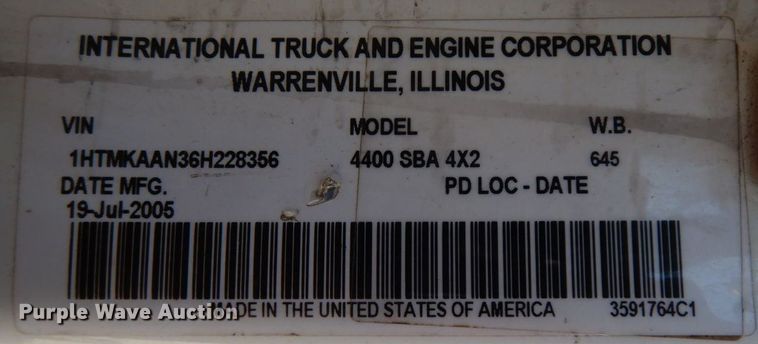 INTERNATIONAL TRUCK AND ENGINE CORPORATION
WARRENVILLE, ILLINOIS
VIN MODEL W.B.
1HTMKAAN36H228356 4400 SBA 4X2 645
DATE MFG. PD LOC - DATE
19-Jul-2005
MADE IN THE UNITED STATES OF AMERICA 3591764C1
Purple Wave Auction